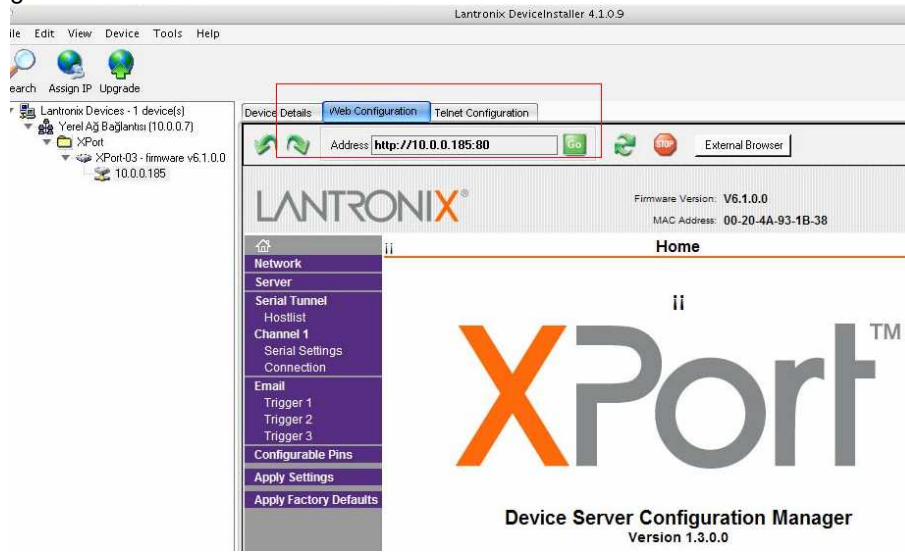 Lantronix DeviceInstaller 4.1.0.9
Edit View Device Tools Help
Assign IP Upgrade
Lantronix Devices - 1 device(s)
Yerel Ağ Bağlantısı (10.0.0.7)
XPort
XPort-03 - firmware v6.1.0.0
10.0.0.185
Device Details Web Configuration Telnet Configuration
Address http://10.0.0.185:80 Go STOP External Browser
LANTRONIX®
Firmware Version: V6.1.0.0
MAC Address: 00-20-4A-93-1B-38
¡¡ Home
Network
Server
Serial Tunnel
Hostlist
Channel 1
Serial Settings
Connection
Email
Trigger 1
Trigger 2
Trigger 3
Configurable Pins
Apply Settings
Apply Factory Defaults
¡¡
XPort™
Device Server Configuration Manager
Version 1.3.0.0